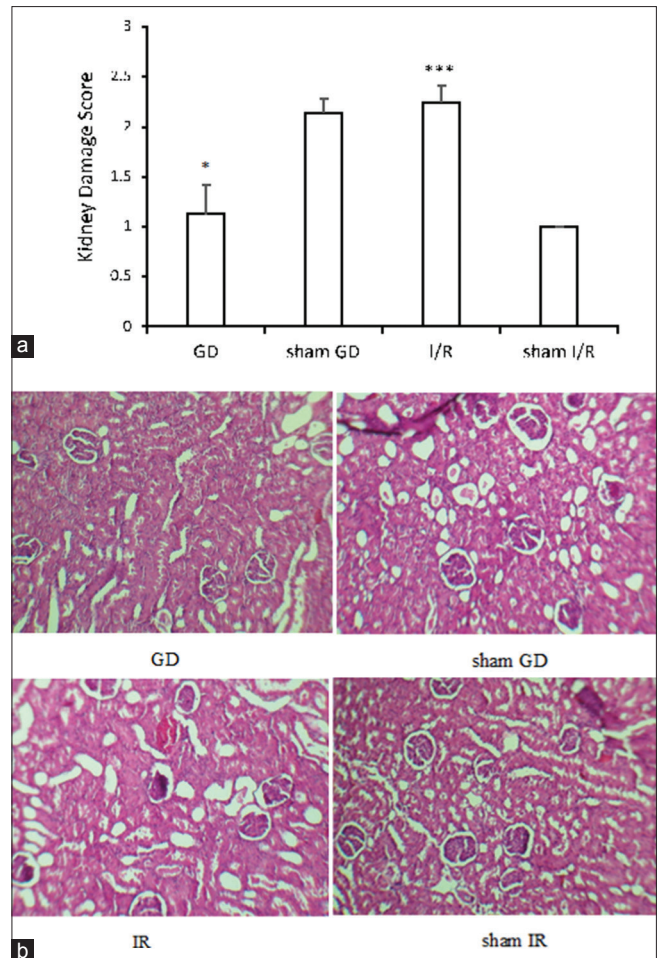 3
2.5
2
1.5
1
0.5
0
Kidney Damage Score
*
***
GD
sham GD
I/R
sham I/R
a
GD
sham GD
IR
sham IR
b